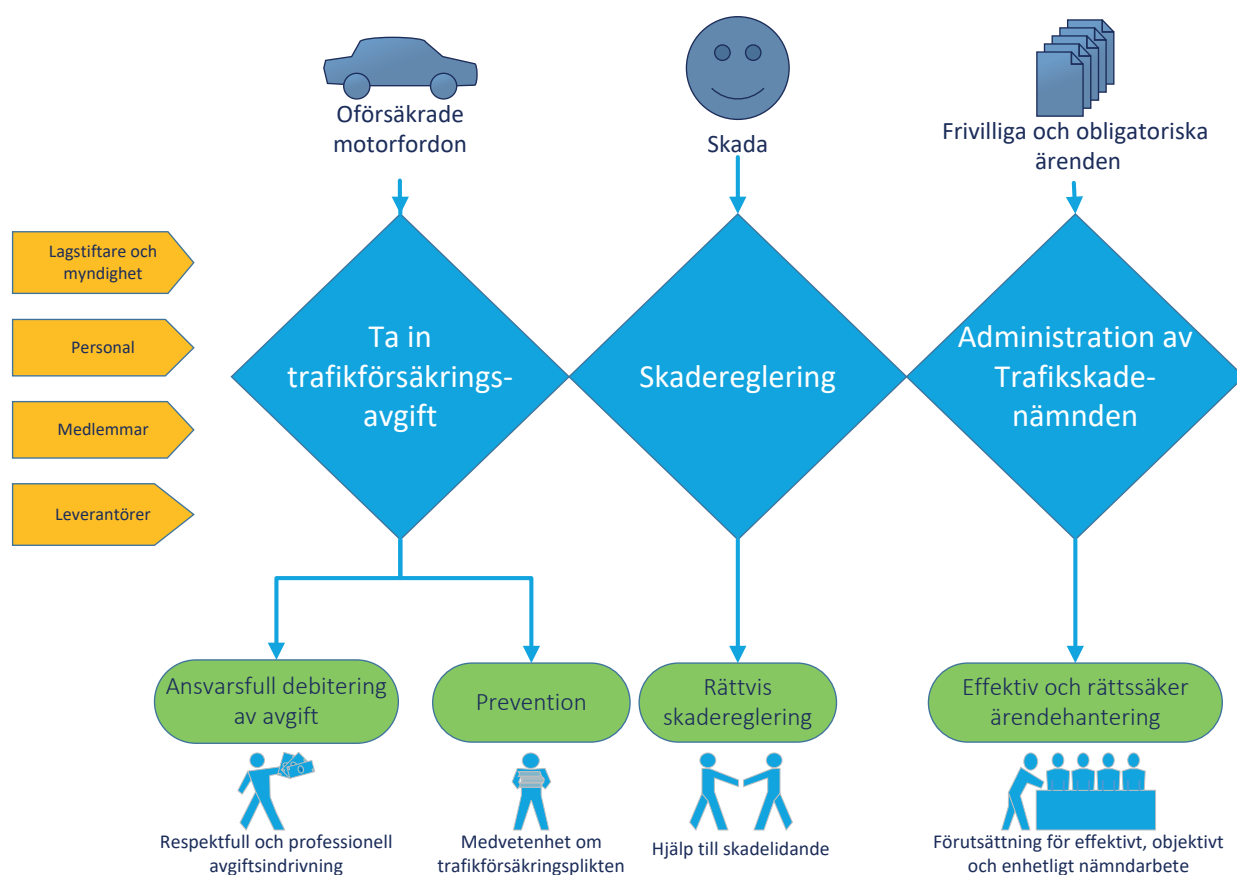 Oförsäkrade
motorfordon
Skada
Frivilliga och obligatoriska
ärenden
Lagstiftare och
myndighet
Personal
Medlemmar
Leverantörer
Ta in
trafikförsäkrings-
avgift
Skadereglering
Administration av
Trafikskade-
nämnden
Ansvarsfull debitering
av avgift
Prevention
Rättvis
skadereglering
Effektiv och rättssäker
ärendehantering
Respektfull och professionell
avgiftsindrivning
Medvetenhet om
trafikförsäkringsplikten
Hjälp till skadelidande
Förutsättning för effektivt, objektivt
och enhetligt nämndarbete